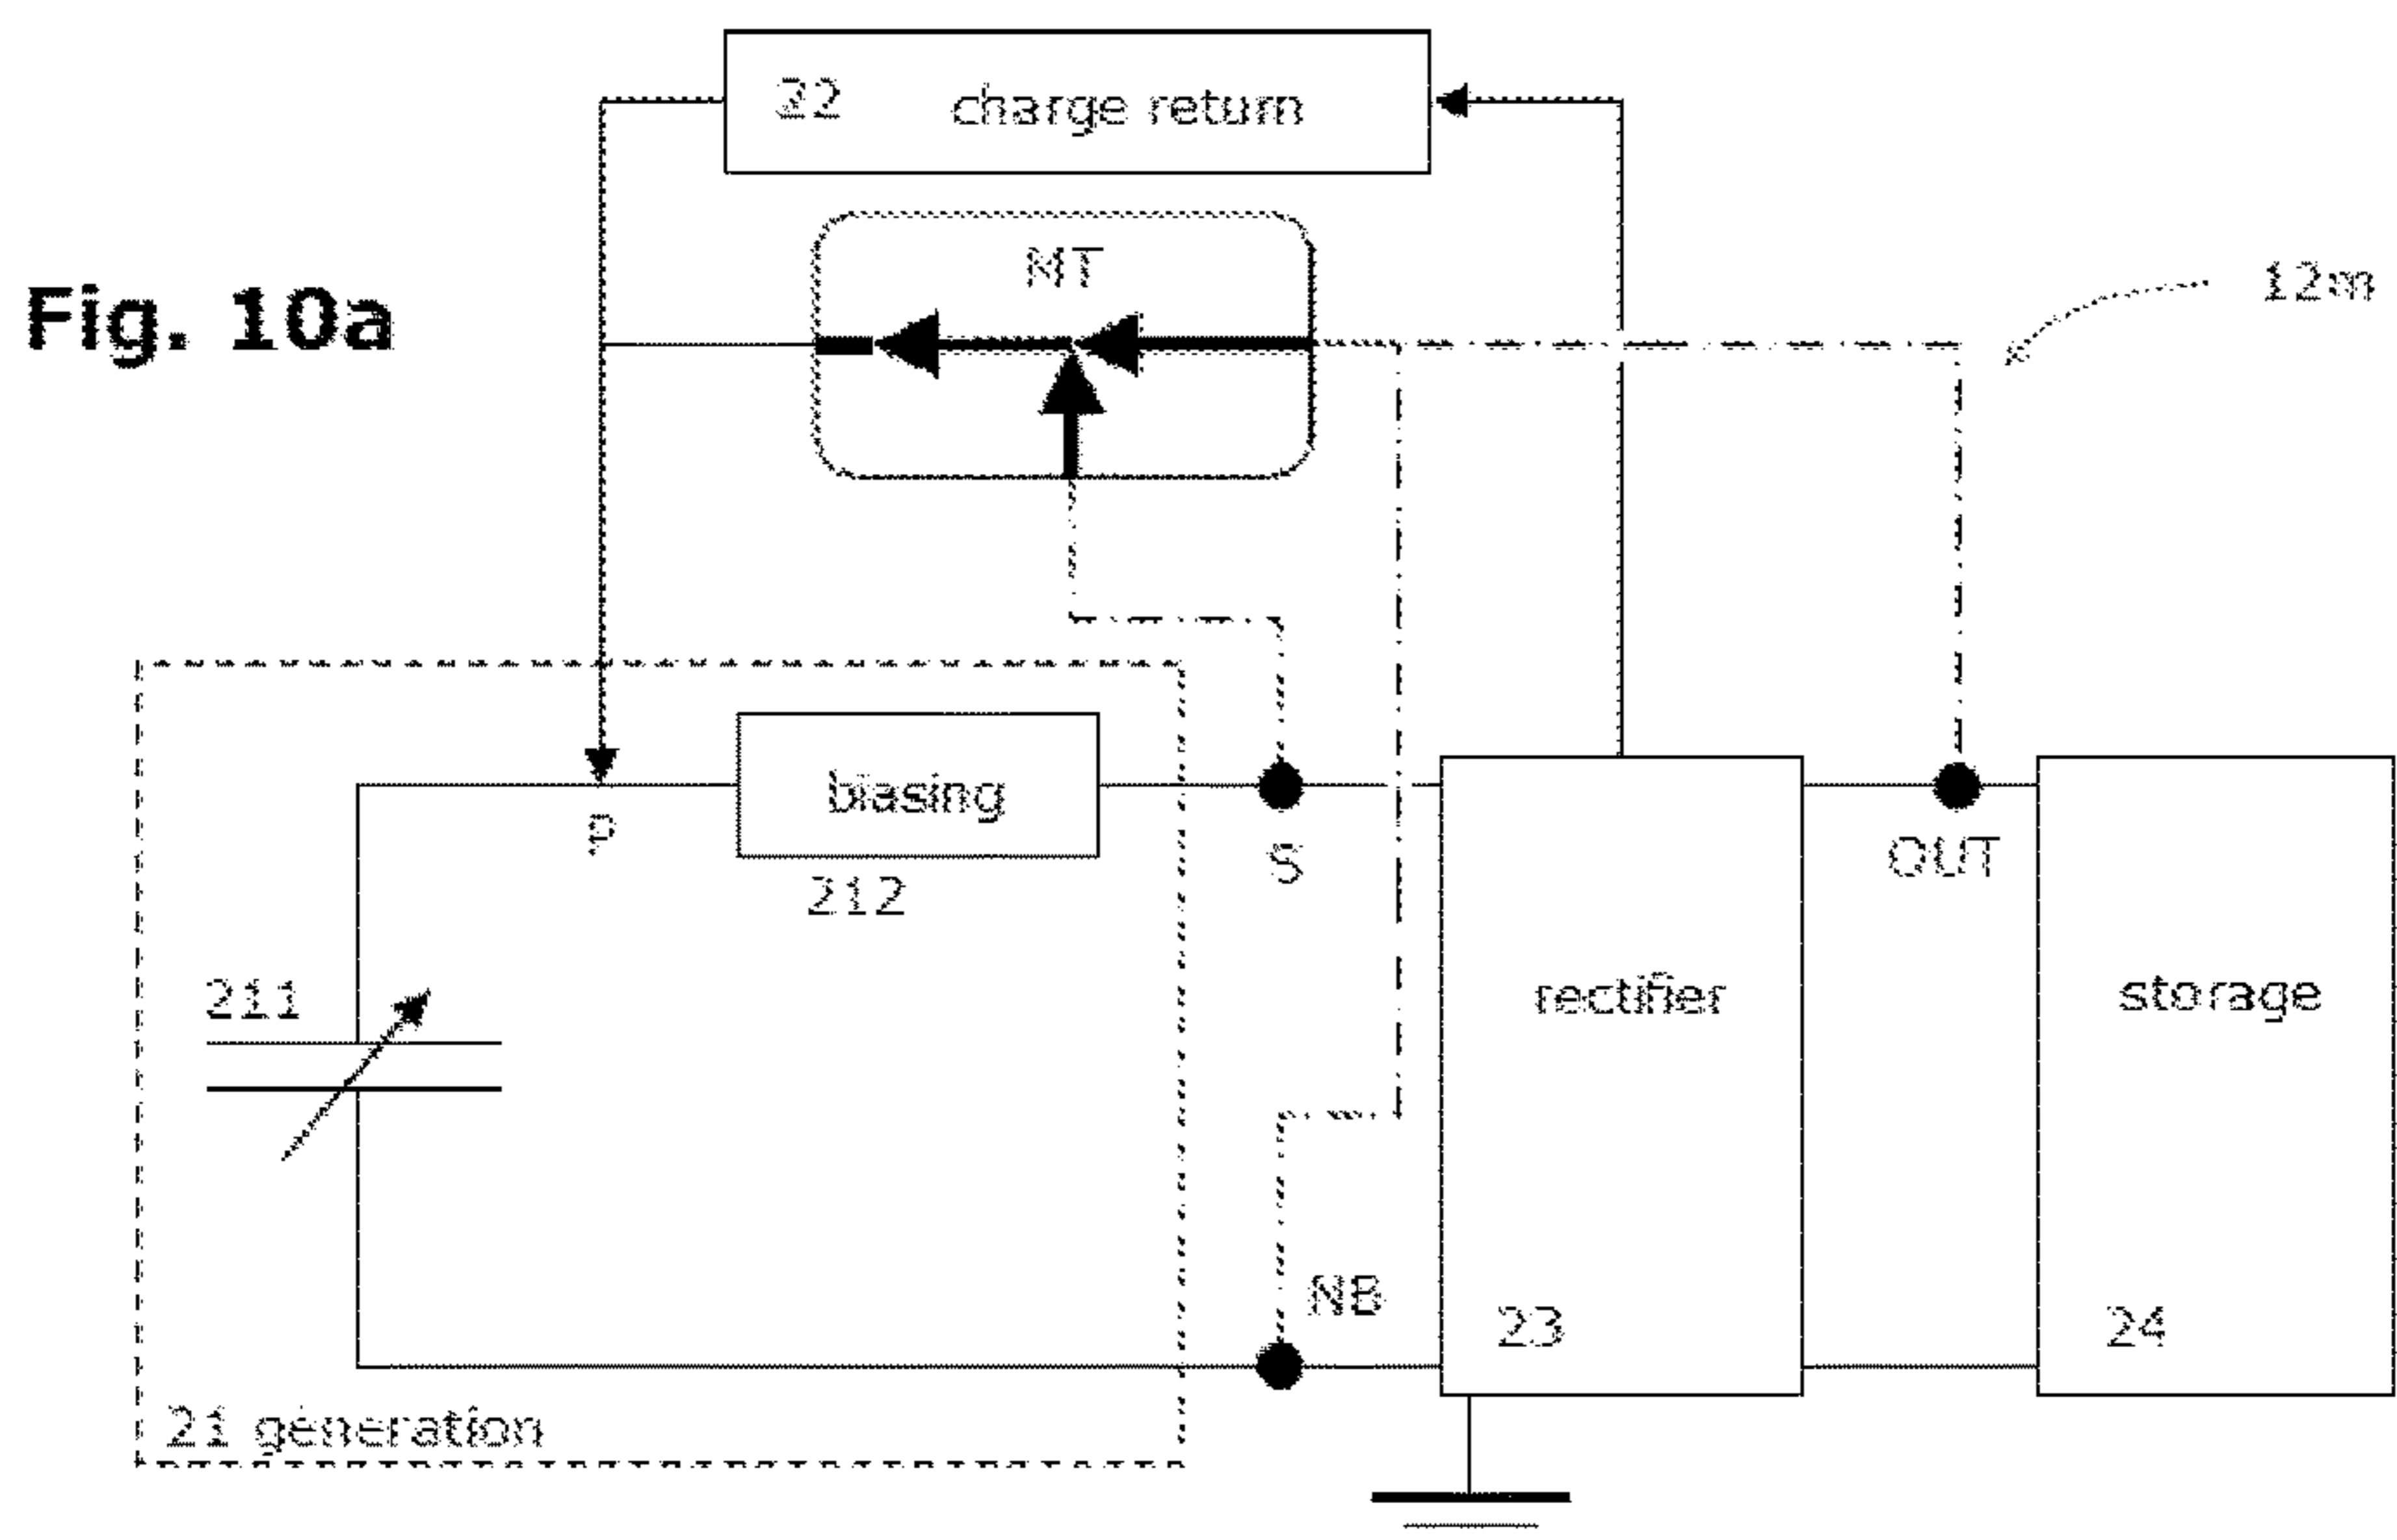 22 charge return
MT
12m
Fig. 10a
biasing
P
S
OUT
212
211
rectifier
storage
NB
23
24
21 generation